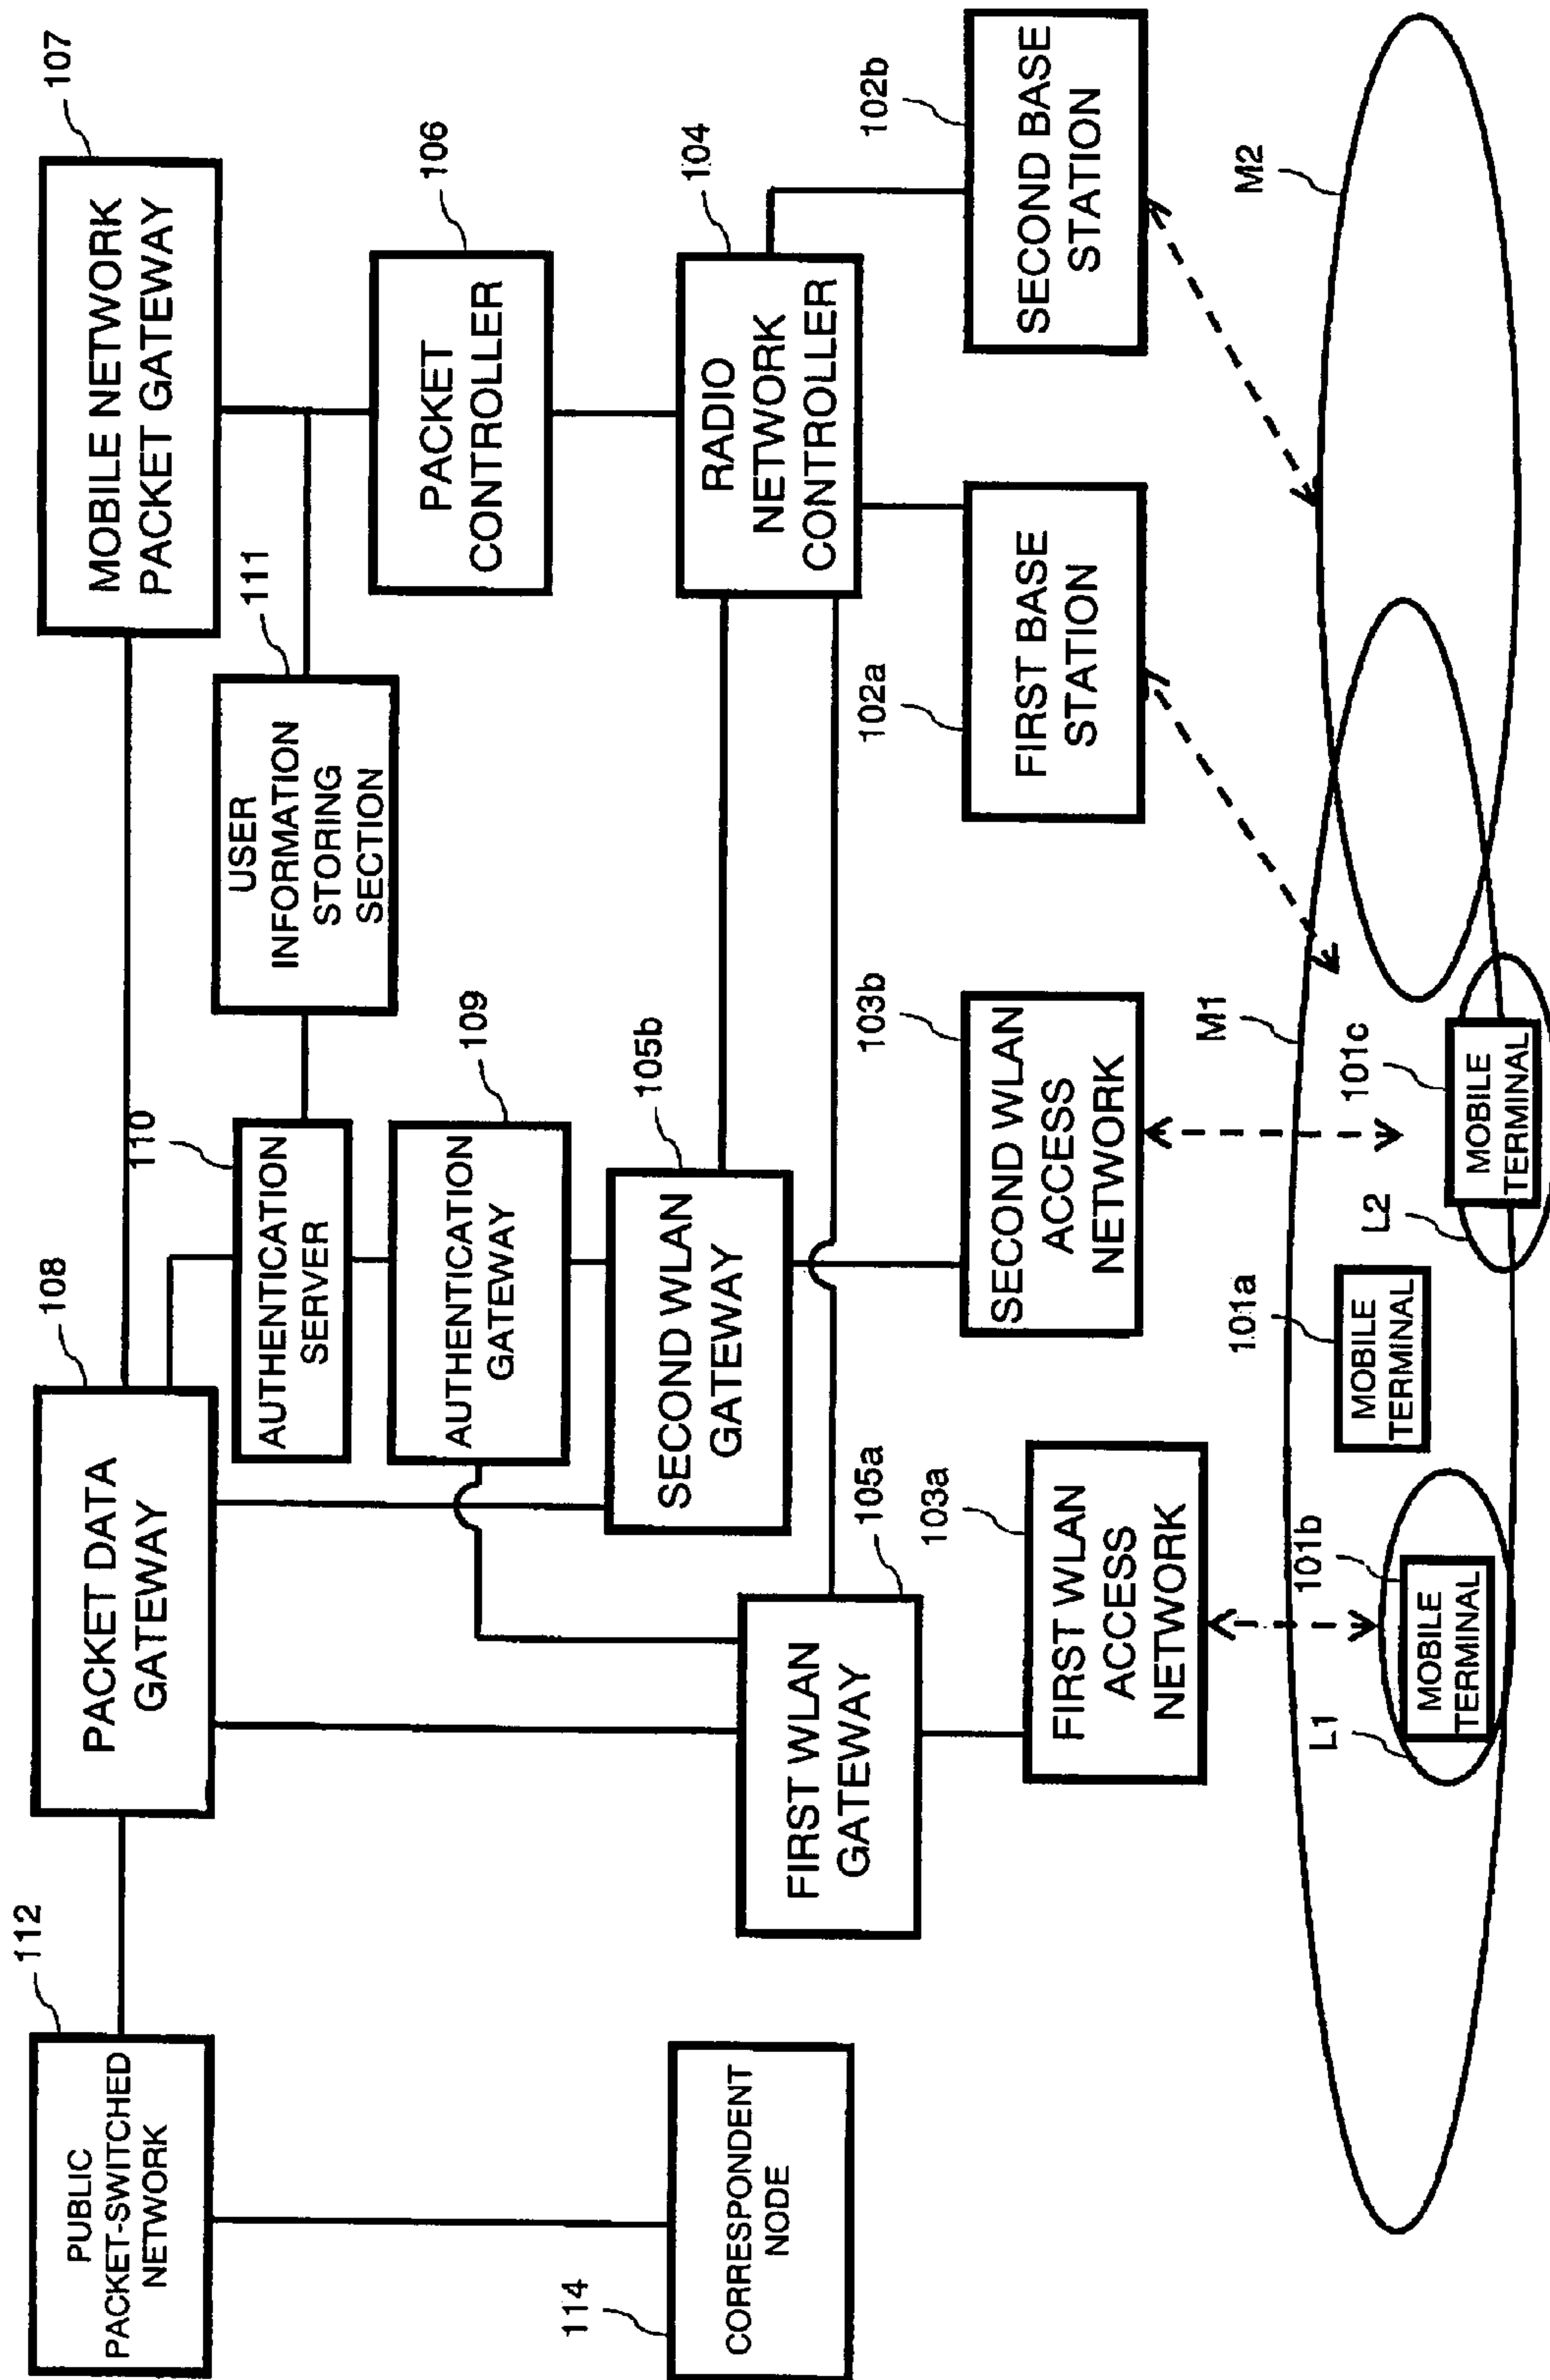 112
PUBLIC
PACKET-SWITCHED
NETWORK
108
PACKET DATA
GATEWAY
107
MOBILE NETWORK
PACKET GATEWAY
110
AUTHENTICATION
SERVER
111
USER
INFORMATION
STORING
SECTION
109
AUTHENTICATION
GATEWAY
106
PACKET
CONTROLLER
114
CORRESPONDENT
NODE
105a
FIRST WLAN
GATEWAY
105b
SECOND WLAN
GATEWAY
104
RADIO
NETWORK
CONTROLLER
103a
FIRST WLAN
ACCESS
NETWORK
103b
SECOND WLAN
ACCESS
NETWORK
102a
FIRST BASE
STATION
102b
SECOND BASE
STATION
L1
101b
MOBILE
TERMINAL
101a
MOBILE
TERMINAL
L2
101c
MOBILE
TERMINAL
M1
M2